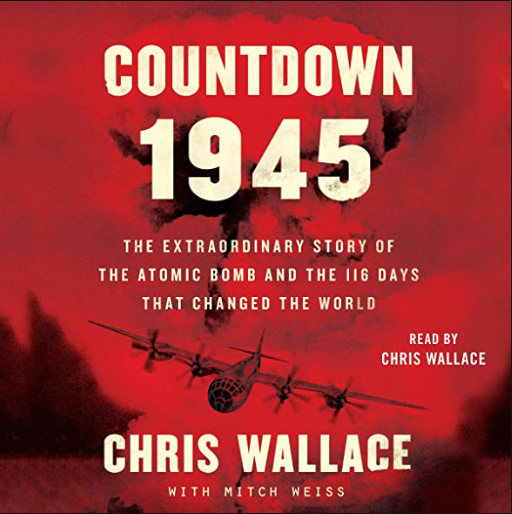 COUNTDOWN
1945
THE EXTRAORDINARY STORY OF
THE ATOMIC BOMB AND THE 116 DAYS
THAT CHANGED THE WORLD
READ BY
CHRIS WALLACE
CHRIS WALLACE
WITH MITCH WEISS